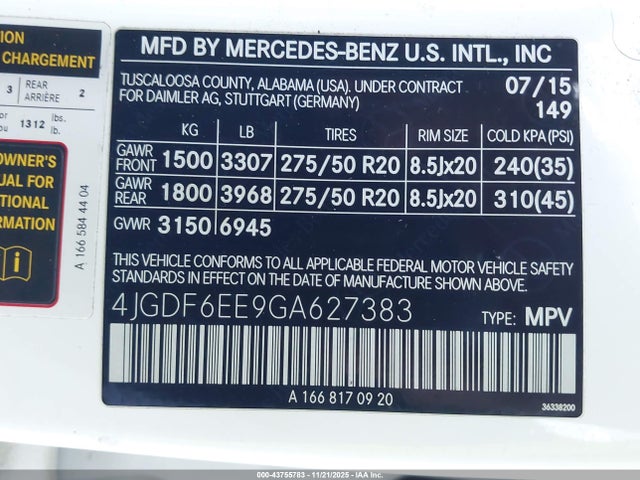 ION
CHARGEMENT
3 REAR ARRIÈRE 2
or 1312 lbs.
ou lb.
OWNER'S
UAL FOR
TIONAL
RMATION
A 166 584 44 04
MFD BY MERCEDES-BENZ U.S. INTL., INC
TUSCALOOSA COUNTY, ALABAMA (USA). UNDER CONTRACT 07/15
FOR DAIMLER AG, STUTTGART (GERMANY) 149
KG LB TIRES RIM SIZE COLD KPA (PSI)
GAWR FRONT 1500 3307 275/50 R20 8.5Jx20 240(35)
GAWR REAR 1800 3968 275/50 R20 8.5Jx20 310(45)
GVWR 3150 6945
THIS VEHICLE CONFORMS TO ALL APPLICABLE FEDERAL MOTOR VEHICLE SAFETY
STANDARDS IN EFFECT ON THE DATE OF MANUFACTURE SHOWN ABOVE.
4JGDF6EE9GA627383 TYPE: MPV
A 166 817 09 20
36338200
000-43755783 - 11/21/2025 - IAA Corp.